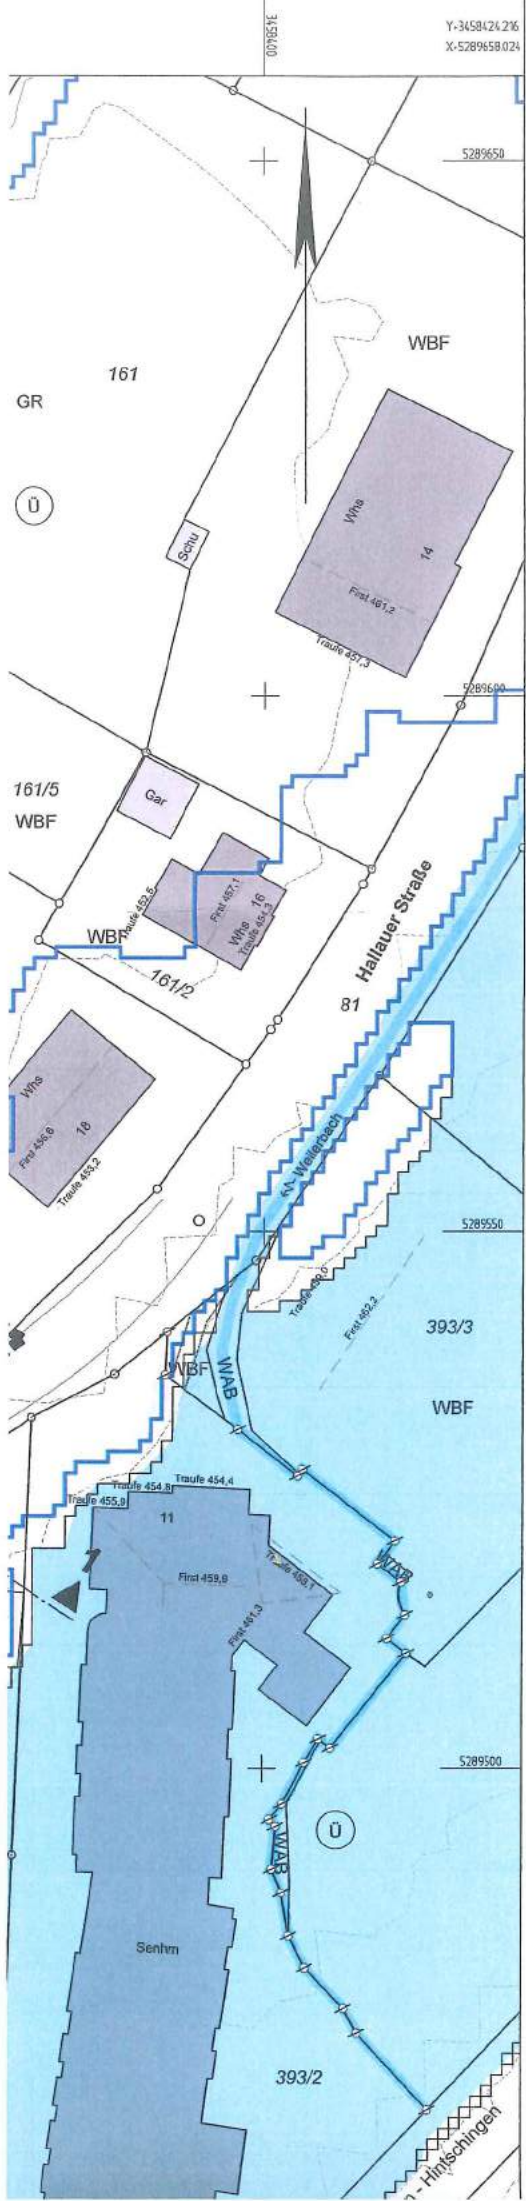 3458400
Y=3458424.216
X=5289658.024
5289650
WBF
161
GR
Ü
Whs
14
Schu
First 461,2
Traufe 457,3
5289600
161/5
WBF
Gar
First 457,1
16
Whs
Traufe 454,3
Traufe 452,5
WBF
161/2
Hallauer Straße
81
Whs
18
First 456,6
Traufe 453,2
Weilerbach
5289550
Traufe 459,0
First 462,2
393/3
WBF
WAB
WBF
Traufe 454,4
Traufe 454,8
Traufe 455,9
11
First 459,8
First 461,3
WAB
5289500
Ü
WAB
Senhm
393/2
- Hintschingen